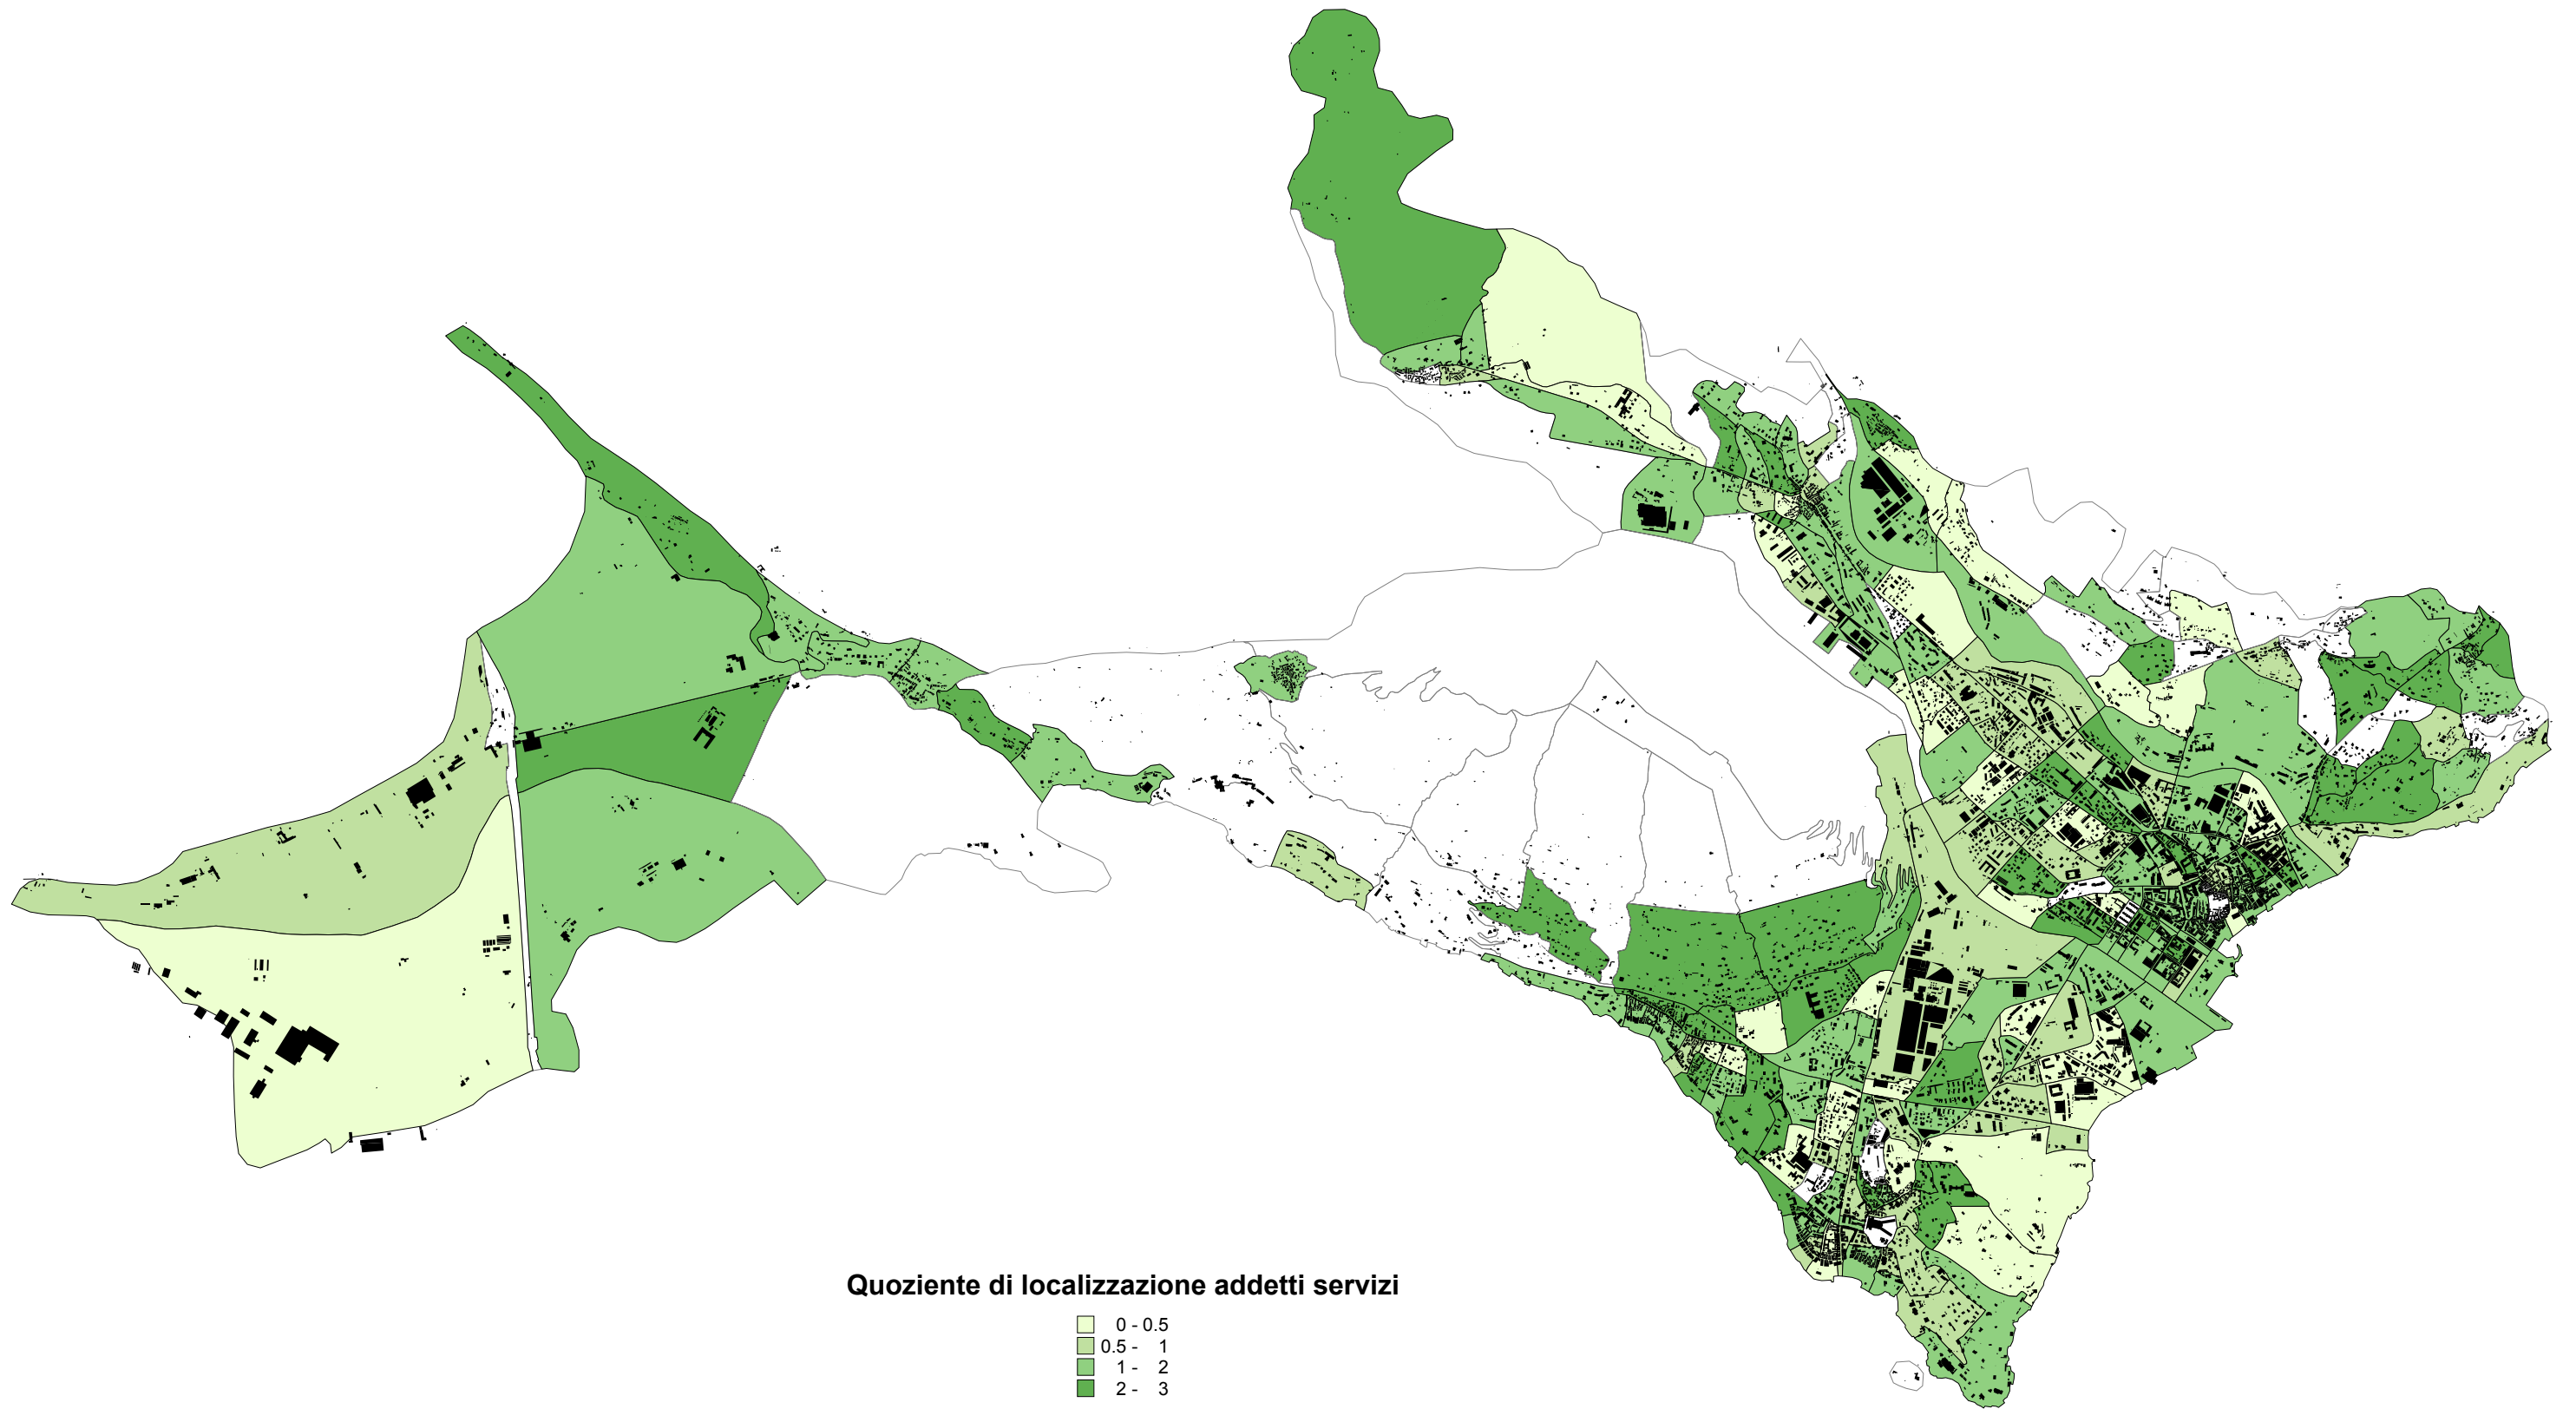 Quoziente di localizzazione addetti servizi
0 - 0.5
0.5 - 1
1 - 2
2 - 3